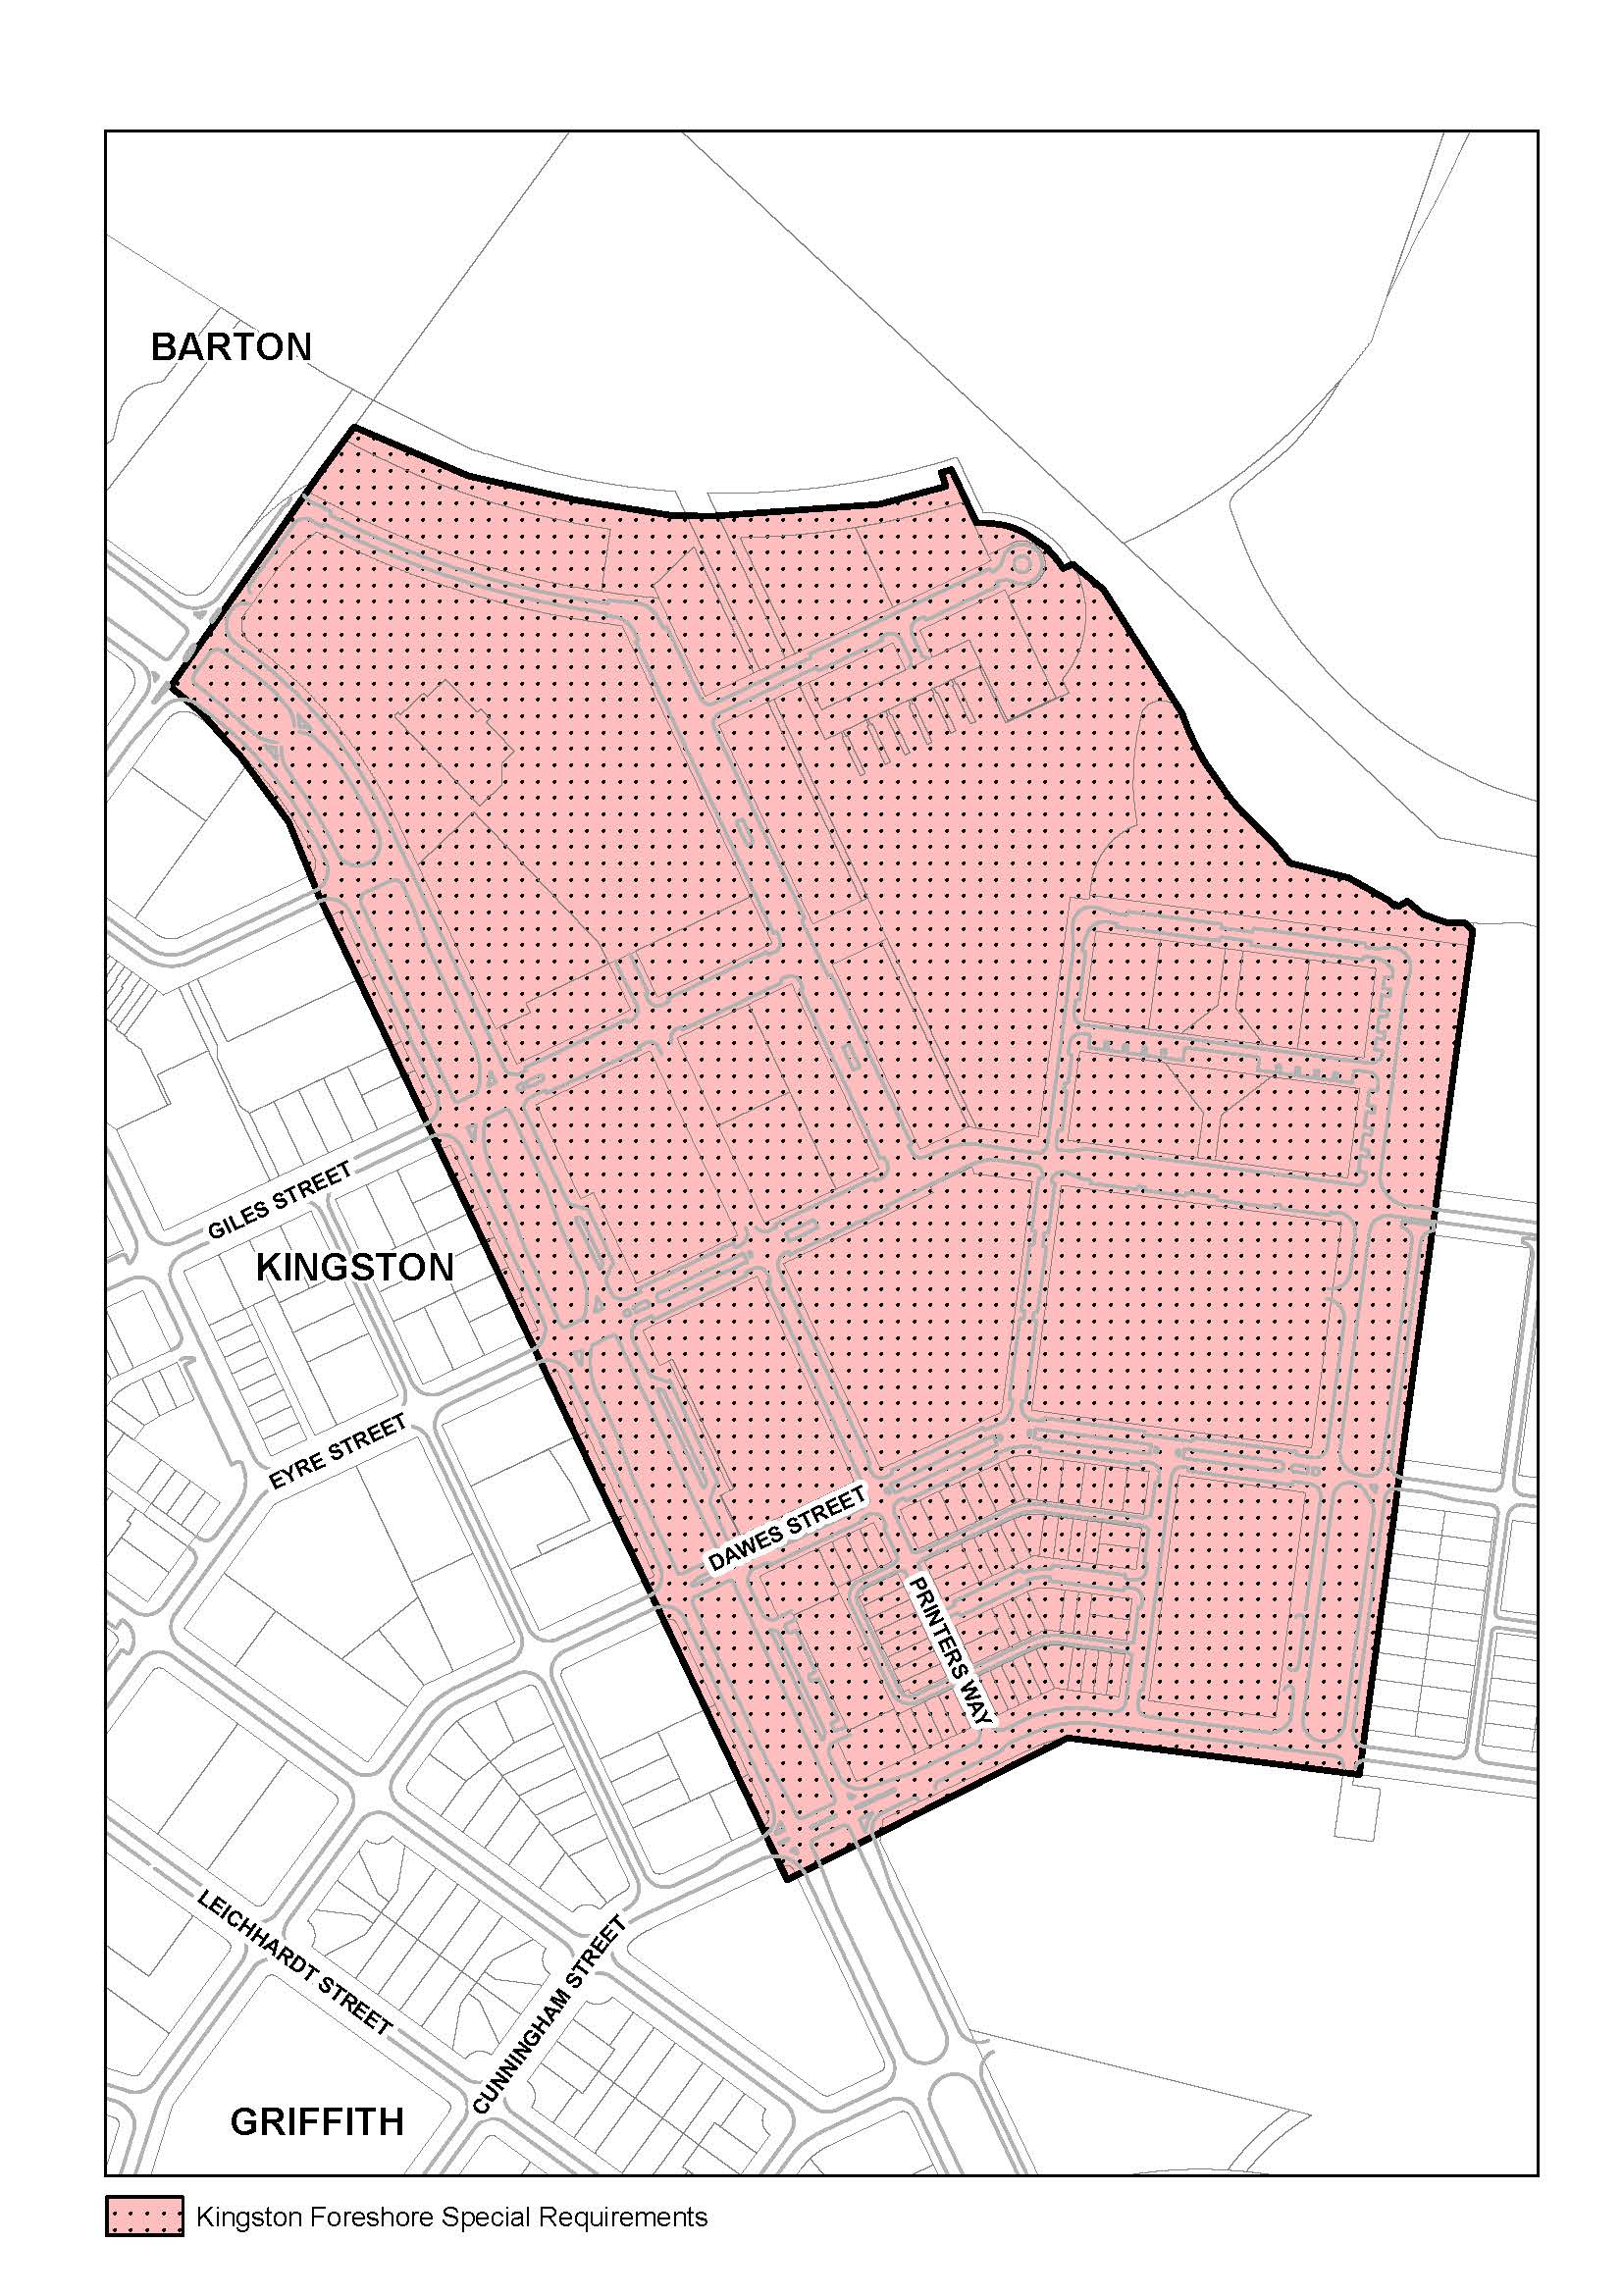 BARTON
GILES STREET
KINGSTON
EYRE STREET
DAWES STREET
PRINTERS WAY
LEICHHARDT STREET
CUNNINGHAM STREET
GRIFFITH
Kingston Foreshore Special Requirements